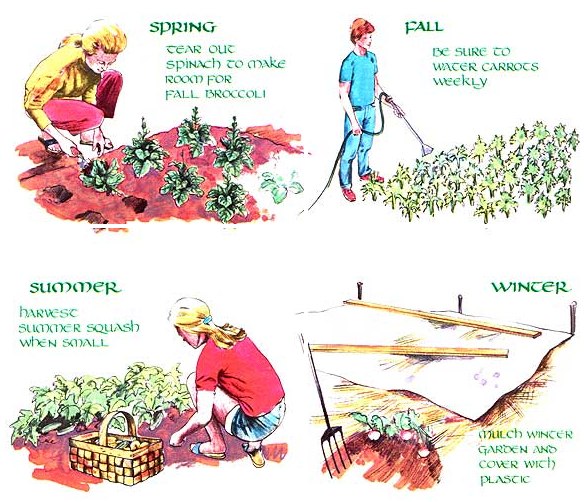 SPRING
TEAR OUT
SPINACH TO MAKE
ROOM FOR
FALL BROCCOLI
FALL
BE SURE TO
WATER CARROTS
WEEKLY
SUMMER
HARVEST
SUMMER SQUASH
WHEN SMALL
WINTER
MULCH WINTER
GARDEN AND
COVER WITH
PLASTIC